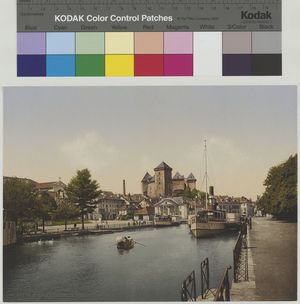 KODAK Color Control Patches
Kodak
Blue Cyan Green Yellow Red Magenta White 3/Color Black